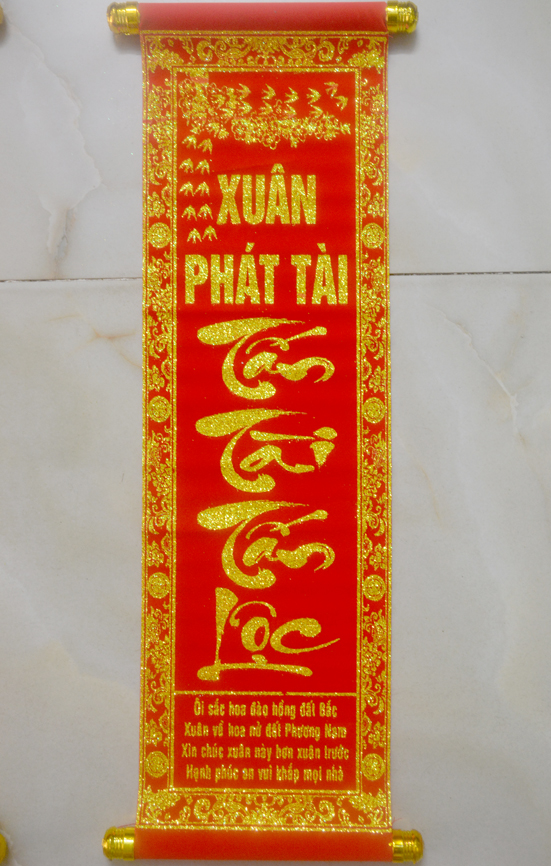 XUÂN
PHÁT TÀI
Tấn
Tài
Tấn
Lộc
Ôi sắc hoa đào hồng đất Bắc
Xuân về hoa nở đất Phương Nam
Xin chúc xuân này hơn xuân trước
Hạnh phúc an vui khắp mọi nhà